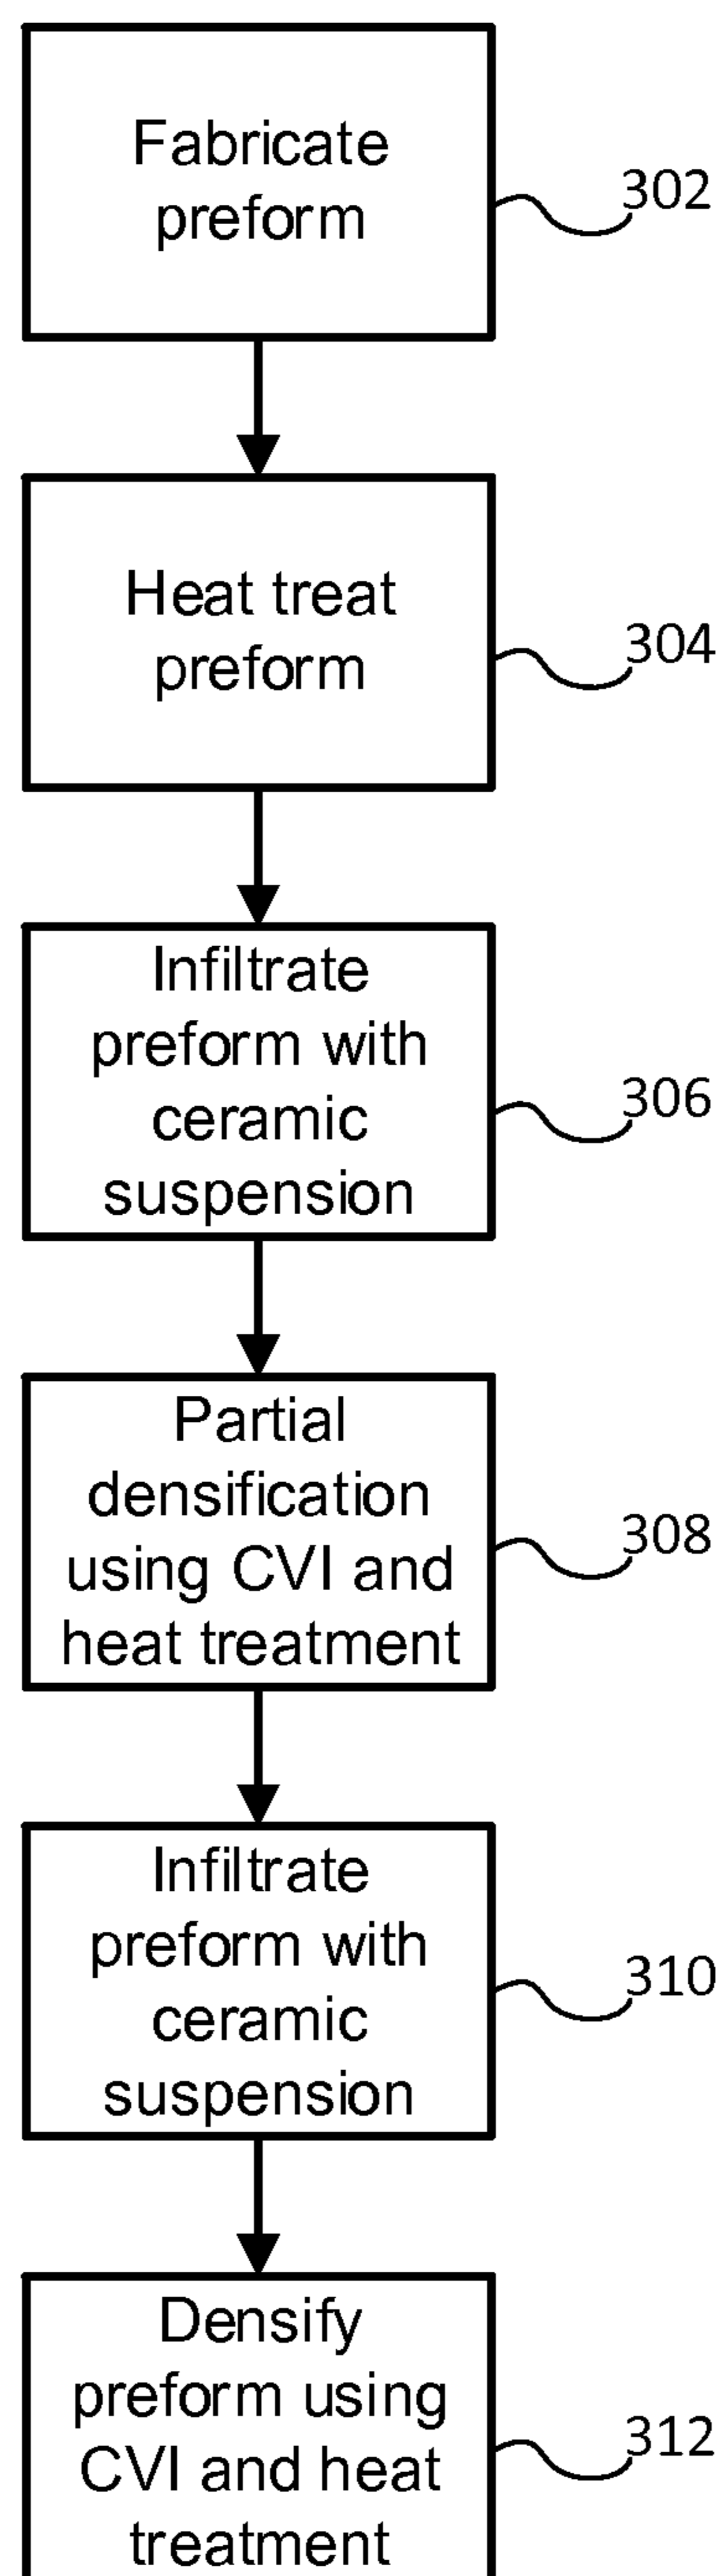 Fabricate
preform
302
Heat treat
preform
304
Infiltrate
preform with
ceramic
suspension
306
Partial
densification
using CVI and
heat treatment
308
Infiltrate
preform with
ceramic
suspension
310
Densify
preform using
CVI and heat
treatment
312